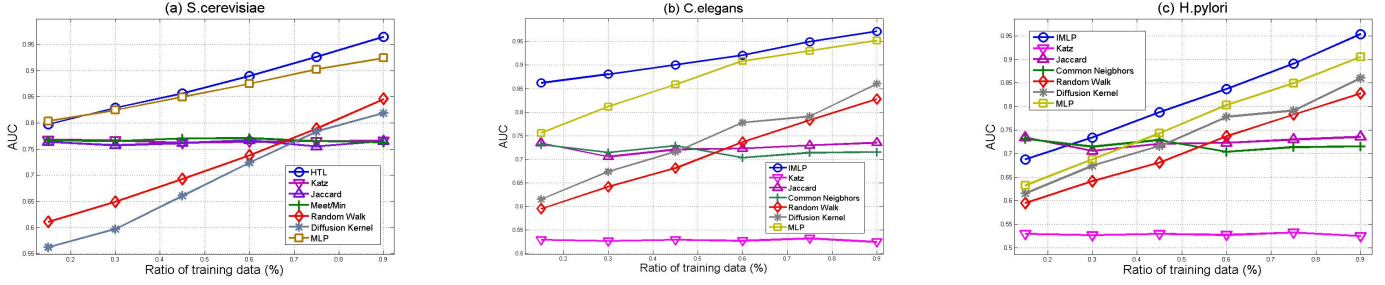 (a) S.cerevisiae
0.95
0.9
0.85
0.8
0.75
0.7
0.65
0.6
0.55
AUC
0.2 0.3 0.4 0.5 0.6 0.7 0.8 0.9
Ratio of training data (%)
HTL
Katz
Jaccard
Meet/Min
Random Walk
Diffusion Kernel
MLP
(b) C.elegans
0.95
0.9
0.85
0.8
0.75
0.7
0.65
0.6
0.55
0.5
AUC
0.2 0.3 0.4 0.5 0.6 0.7 0.8 0.9
Ratio of training data (%)
IMLP
Katz
Jaccard
Common Neigbhors
Random Walk
Diffusion Kernel
MLP
(c) H.pylori
0.95
0.9
0.85
0.8
0.75
0.7
0.65
0.6
0.55
0.5
AUC
0.2 0.3 0.4 0.5 0.6 0.7 0.8 0.9
Ratio of training data (%)
IMLP
Katz
Jaccard
Common Neigbhors
Random Walk
Diffusion Kernel
MLP